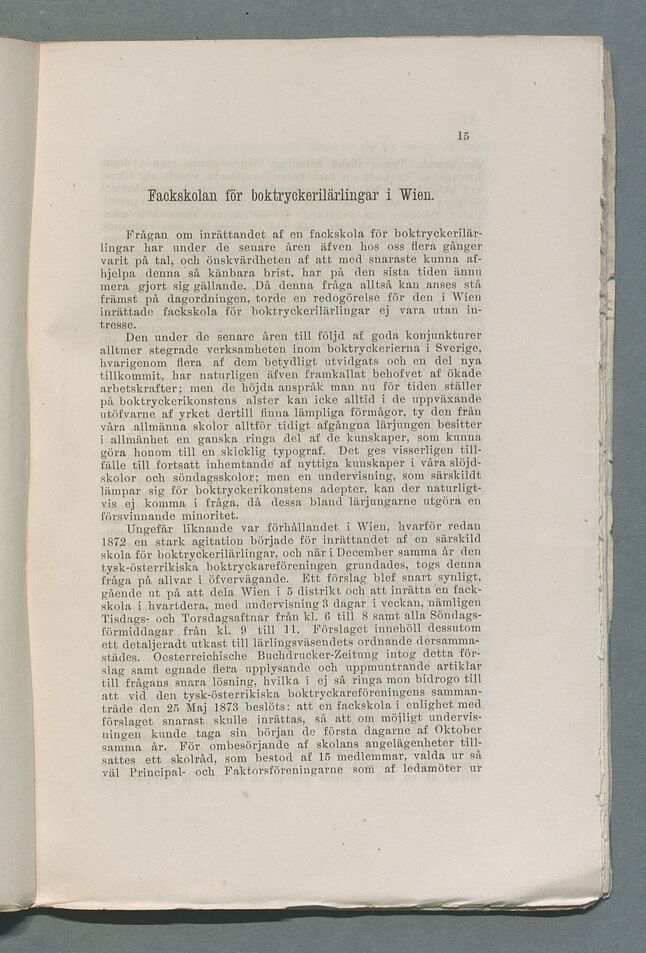 15
Fackskolan för boktryckerilärlingar i Wien.
Frågan om inrättandet af en fackskola för boktryckerilär-
lingar har under de senare åren äfven hos oss flera gånger
varit på tal, och önskvärdheten af att med snaraste kunna af-
hjelpa denna så känbara brist, har på den sista tiden ännu
mera gjort sig gällande. Då denna fråga alltså kan anses stå
främst på dagordningen, torde en redogörelse för den i Wien
inrättade fackskola för boktryckerilärlingar ej vara utan in-
tresse.
Den under de senare åren till följd af goda konjunkturer
alltmer stegrade verksamheten inom boktryckerierna i Sverige,
hvarigenom flera af dem betydligt utvidgats och en del nya
tillkommit, har naturligen äfven framkallat behofvet af ökade
arbetskrafter; men de höjda anspråk man nu för tiden ställer
på boktryckerikonstens alster kan icke alltid i de uppväxande
utöfvarne af yrket dertill finna lämpliga förmågor, ty den från
våra allmänna skolor alltför tidigt afgångna lärjungen besitter
i allmänhet en ganska ringa del af de kunskaper, som kunna
göra honom till en skicklig typograf. Det ges visserligen till-
fälle till fortsatt inhemtande af nyttiga kunskaper i våra slöjd-
skolor och söndagsskolor; men en undervisning, som särskildt
lämpar sig för boktryckerikonstens adepter, kan der naturligt-
vis ej komma i fråga, då dessa bland lärjungarne utgöra en
försvinnande minoritet.
Ungefär liknande var förhållandet i Wien, hvarför redan
1872 en stark agitation började för inrättandet af en särskild
skola för boktryckerilärlingar, och när i December samma år den
tysk-österrikiska boktryckareföreningen grundades, togs denna
fråga på allvar i öfvervägande. Ett förslag blef snart synligt,
gående ut på att dela Wien i 5 distrikt och att inrätta en fack-
skola i hvartdera, med undervisning 3 dagar i veckan, nämligen
Tisdags- och Torsdagsaftnar från kl. 6 till 8 samt alla Söndags-
förmiddagar från kl. 9 till 11. Förslaget innehöll dessutom
ett detaljeradt utkast till lärlingsväsendets ordnande dersamma-
städes. Oesterreichische Buchdrucker-Zeitung intog detta för-
slag samt egnade flera upplysande och uppmuntrande artiklar
till frågans snara lösning, hvilka i ej så ringa mon bidrogo till
att vid den tysk-österrikiska boktryckareföreningens samman-
träde den 25 Maj 1873 beslöts: att en fackskola i enlighet med
förslaget snarast skulle inrättas, så att om möjligt undervis-
ningen kunde taga sin början de första dagarne af Oktober
samma år. För ombesörjande af skolans angelägenheter till-
sattes ett skolråd, som bestod af 15 medlemmar, valda ur så
väl Principal- och Faktorsföreningarne som af ledamöter ur